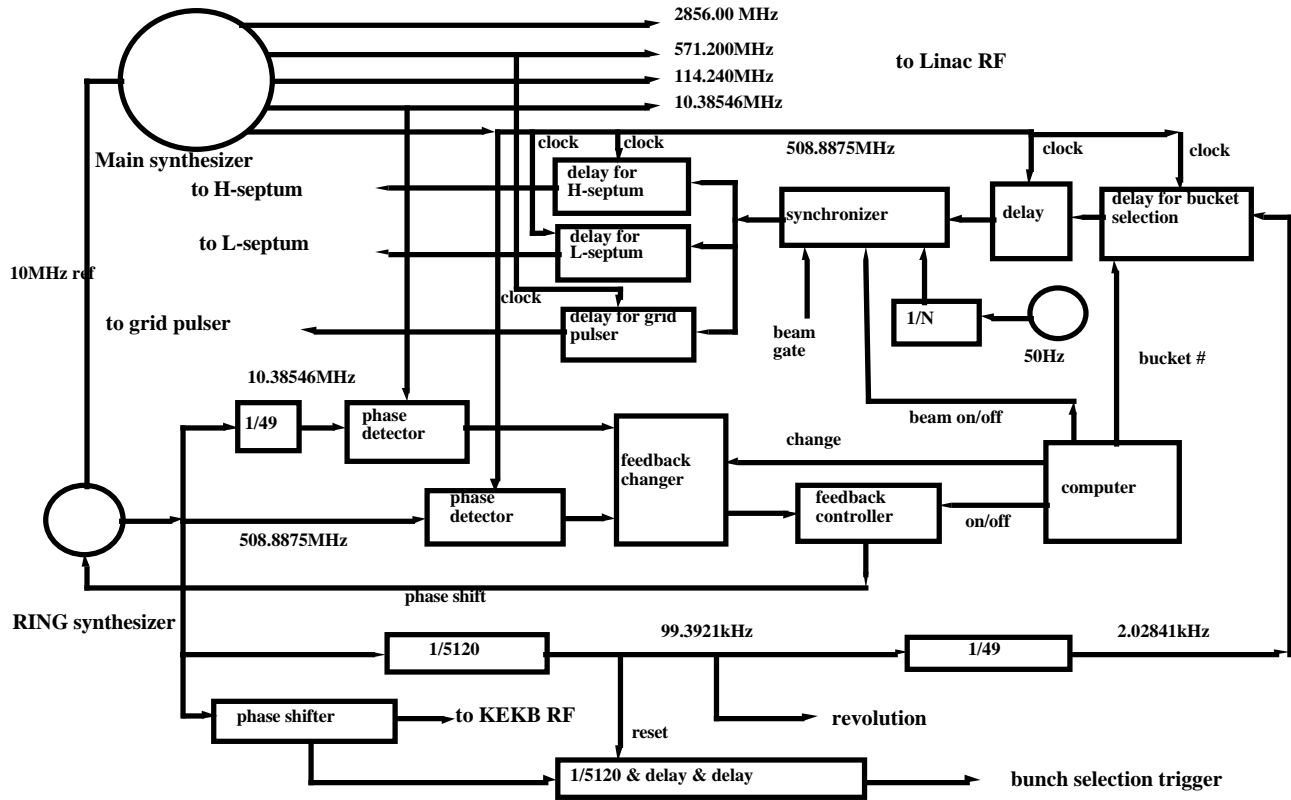 2856.00 MHz
571.200MHz
to Linac RF
114.240MHz
10.38546MHz
Main synthesizer
clock
clock
508.8875MHz
clock
clock
to H-septum
delay for
H-septum
synchronizer
delay
delay for bucket
selection
to L-septum
delay for
L-septum
10MHz ref
clock
to grid pulser
delay for grid
pulser
beam
gate
1/N
50Hz
bucket #
10.38546MHz
1/49
phase
detector
beam on/off
change
feedback
changer
computer
phase
detector
feedback
controller
on/off
508.8875MHz
phase shift
RING synthesizer
1/5120
99.3921kHz
1/49
2.02841kHz
phase shifter
to KEKB RF
revolution
reset
1/5120 & delay & delay
bunch selection trigger